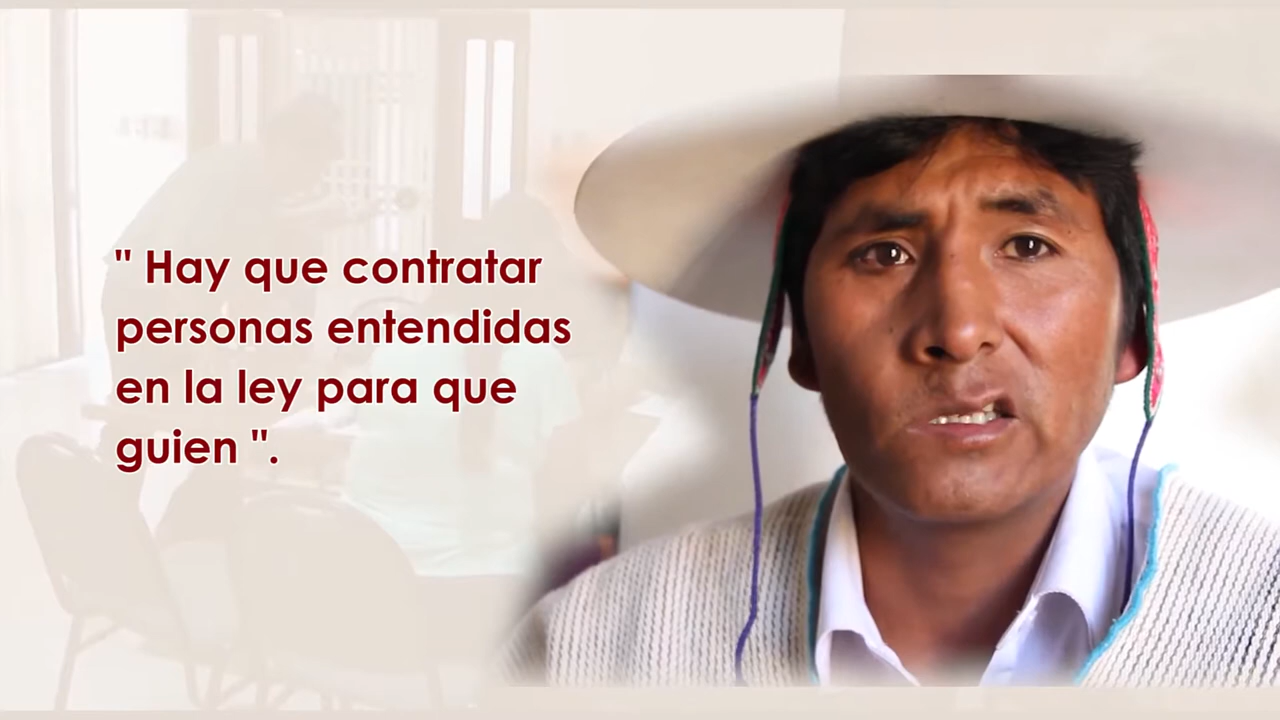 " Hay que contratar
personas entendidas
en la ley para que
guien ".